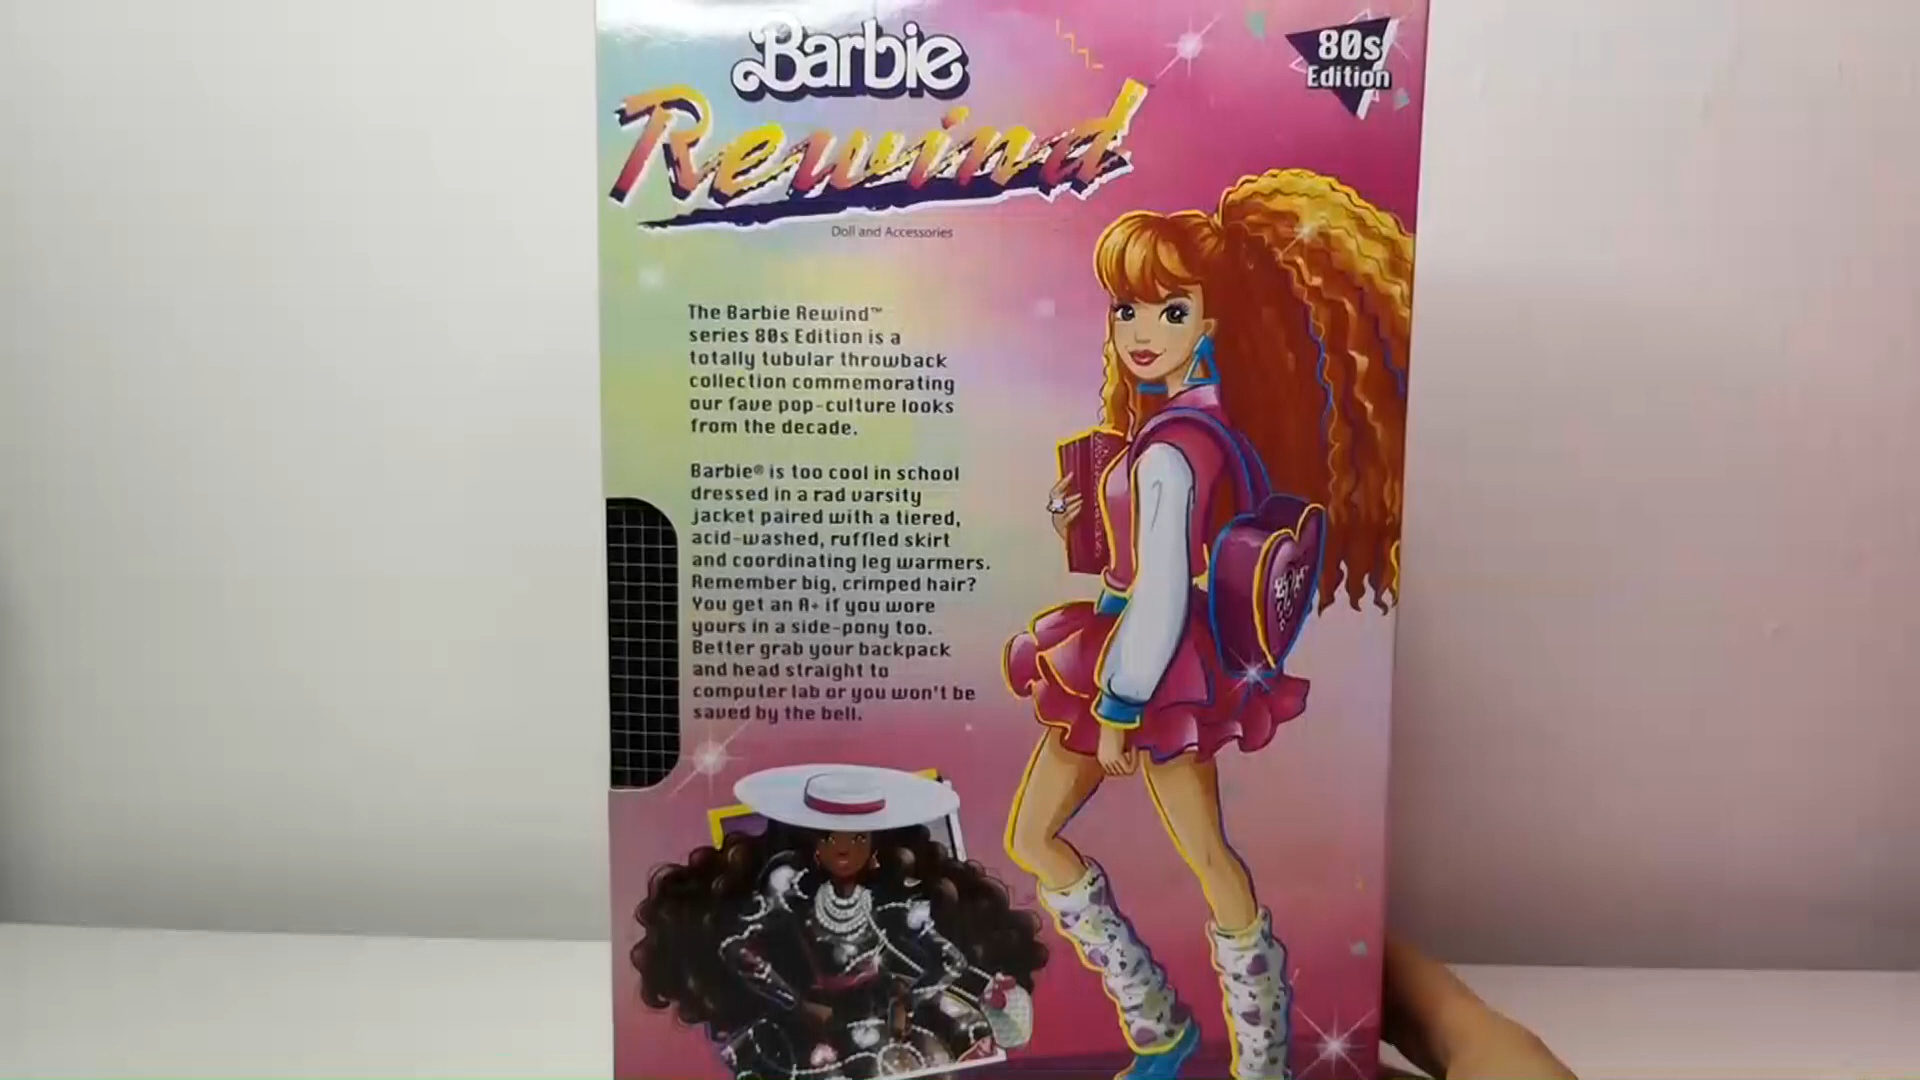 Barbie
80s
Edition
Rewind
Doll and Accessories
The Barbie Rewind™
series 80s Edition is a
totally tubular throwback
collection commemorating
our fave pop-culture looks
from the decade.
Barbie® is too cool in school
dressed in a rad varsity
jacket paired with a tiered,
acid-washed, ruffled skirt
and coordinating leg warmers.
Remember big, crimped hair?
You get an A+ if you wore
yours in a side-pony too.
Better grab your backpack
and head straight to
computer lab or you won't be
saved by the bell.